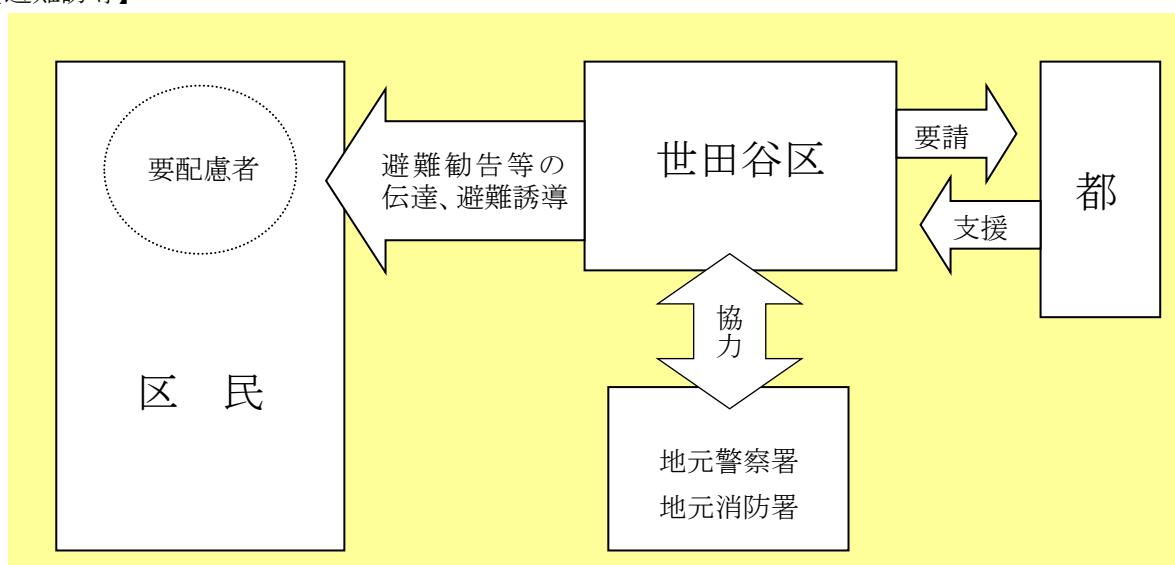 要配慮者
区　民
避難勧告等の
伝達、避難誘導
世田谷区
要請
支援
都
協
力
地元警察署
地元消防署